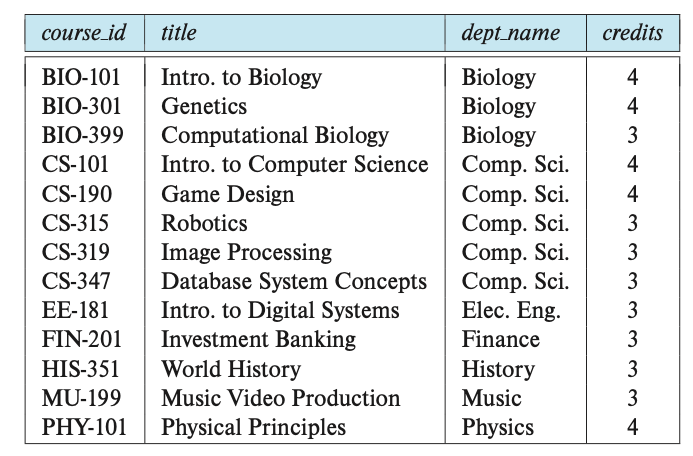 course_id title dept_name credits
BIO-101 Intro. to Biology Biology 4
BIO-301 Genetics Biology 4
BIO-399 Computational Biology Biology 3
CS-101 Intro. to Computer Science Comp. Sci. 4
CS-190 Game Design Comp. Sci. 4
CS-315 Robotics Comp. Sci. 3
CS-319 Image Processing Comp. Sci. 3
CS-347 Database System Concepts Comp. Sci. 3
EE-181 Intro. to Digital Systems Elec. Eng. 3
FIN-201 Investment Banking Finance 3
HIS-351 World History History 3
MU-199 Music Video Production Music 3
PHY-101 Physical Principles Physics 4